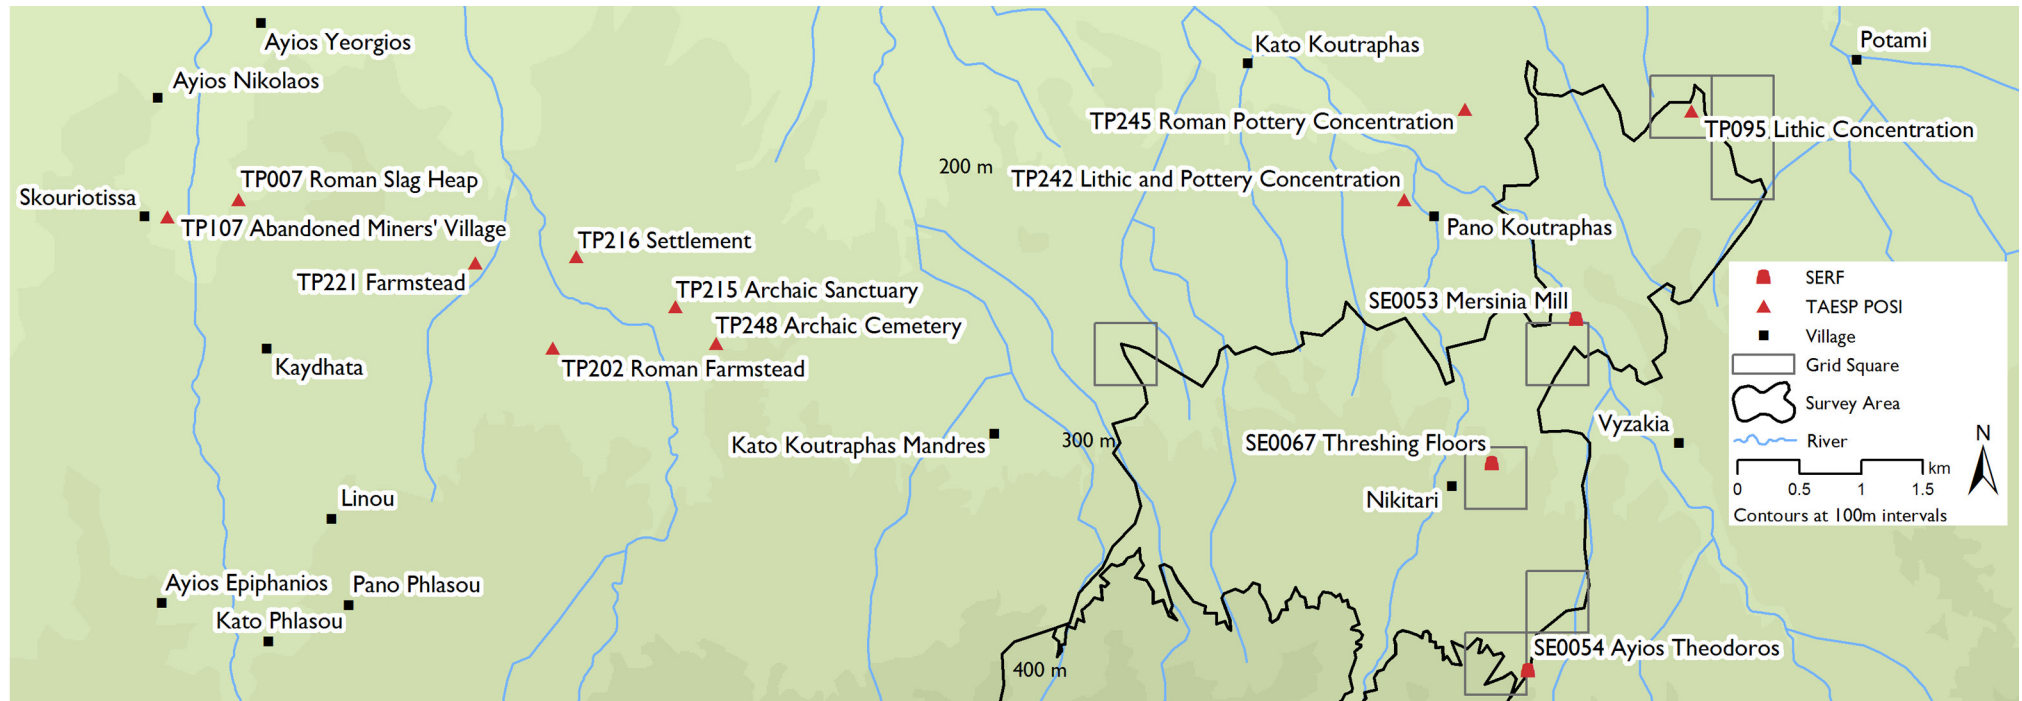 Ayios Yeorgios
Kato Koutraphas
Potami
Ayios Nikolaos
TP245 Roman Pottery Concentration
TP095 Lithic Concentration
200 m
TP007 Roman Slag Heap
TP242 Lithic and Pottery Concentration
Skouriotissa
TP107 Abandoned Miners' Village
Pano Koutraphas
TP216 Settlement
TP221 Farmstead
TP215 Archaic Sanctuary
SE0053 Mersinia Mill
TP248 Archaic Cemetery
Kaydhata
TP202 Roman Farmstead
Vyzakia
300 m
Kato Koutraphas Mandres
SE0067 Threshing Floors
Nikitari
Linou
Ayios Epiphanios
Pano Phlasou
Kato Phlasou
SE0054 Ayios Theodoros
400 m
SERF
TAESP POSI
Village
Grid Square
Survey Area
River
N
km
0 0.5 1 1.5
Contours at 100m intervals